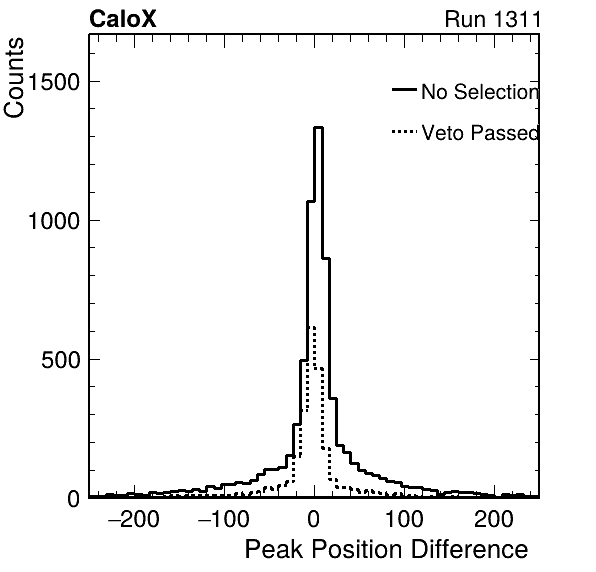 CaloX Run 1311
Counts
1500
1000
500
0
No Selection
Veto Passed
−200 −100 0 100 200
Peak Position Difference